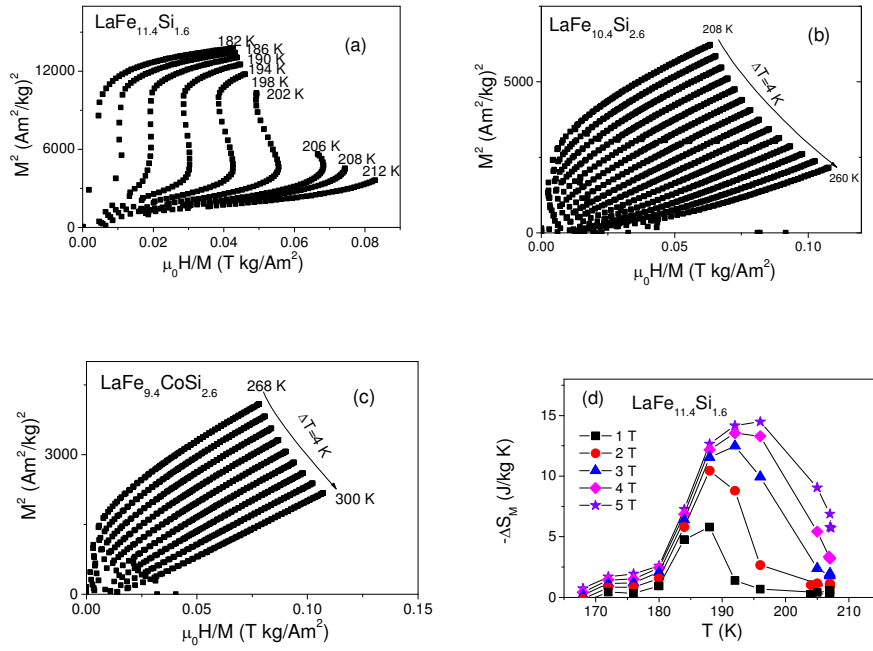 LaFe11.4Si1.6
(a)
182 K
186 K
190 K
194 K
198 K
202 K
206 K
208 K
212 K
12000
6000
0
0.00 0.02 0.04 0.06 0.08
M² (Am²/kg)²
μ₀H/M (T kg/Am²)
LaFe10.4Si2.6
(b)
208 K
ΔT=4 K
260 K
5000
0
0.00 0.05 0.10
M² (Am²/kg)²
μ₀H/M (T kg/Am²)
LaFe9.4CoSi2.6
(c)
268 K
ΔT=4 K
300 K
3000
0
0.00 0.05 0.10 0.15
M² (Am²/kg)²
μ₀H/M (T kg/Am²)
(d) LaFe11.4Si1.6
1 T
2 T
3 T
4 T
5 T
15
10
5
0
170 180 190 200 210
-ΔS_M (J/kg K)
T (K)